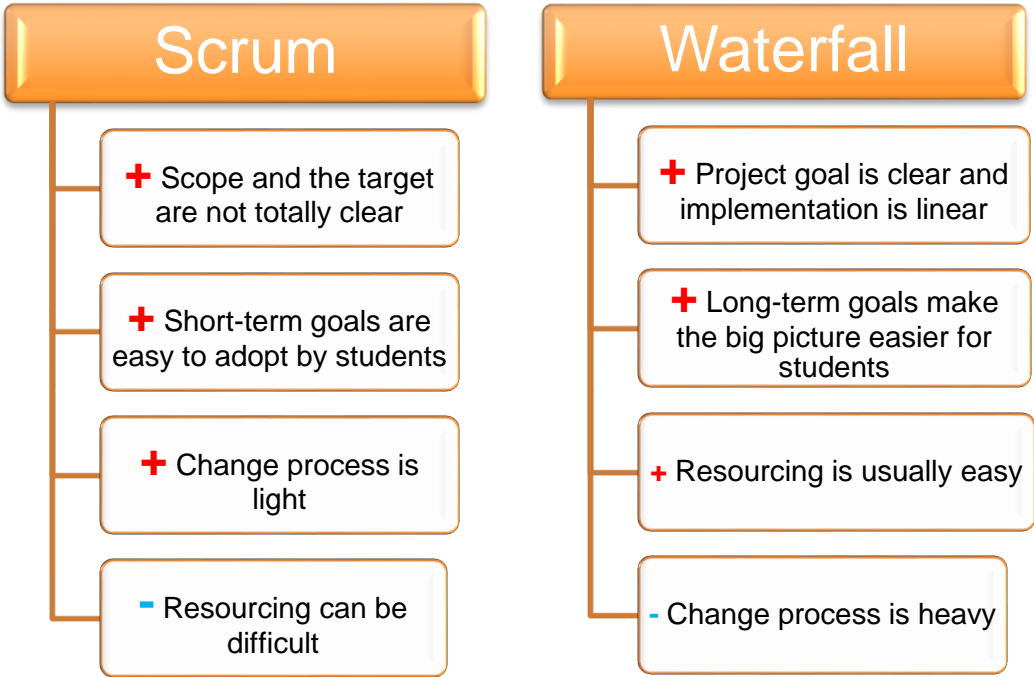 Scrum
+ Scope and the target
are not totally clear
+ Short-term goals are
easy to adopt by students
+ Change process is
light
- Resourcing can be
difficult
Waterfall
+ Project goal is clear and
implementation is linear
+ Long-term goals make
the big picture easier for
students
+ Resourcing is usually easy
- Change process is heavy